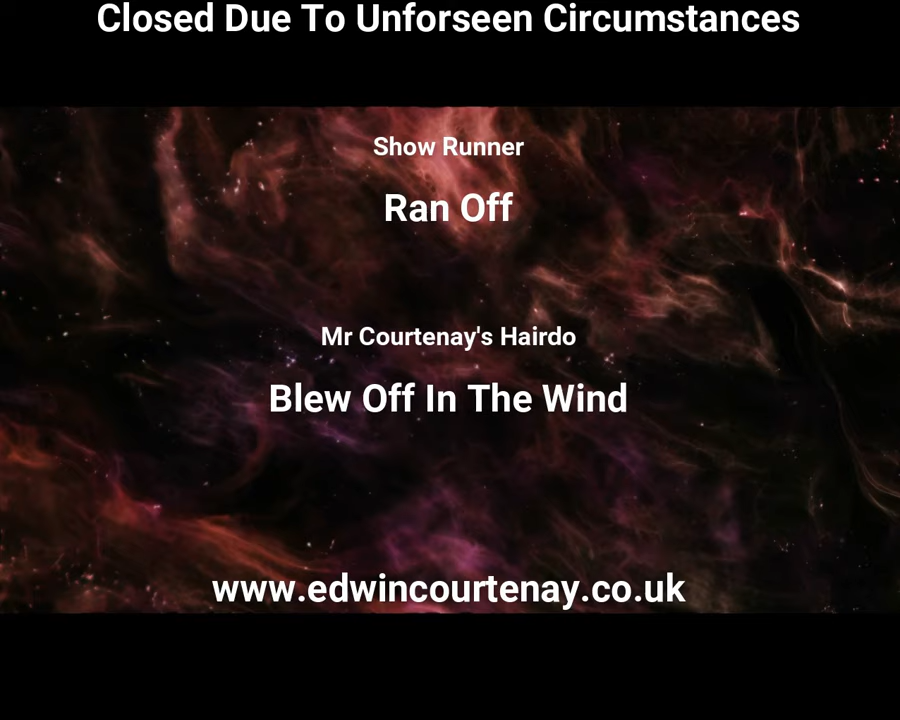 Closed Due To Unforseen Circumstances
Show Runner
Ran Off
Mr Courtenay's Hairdo
Blew Off In The Wind
www.edwincourtenay.co.uk